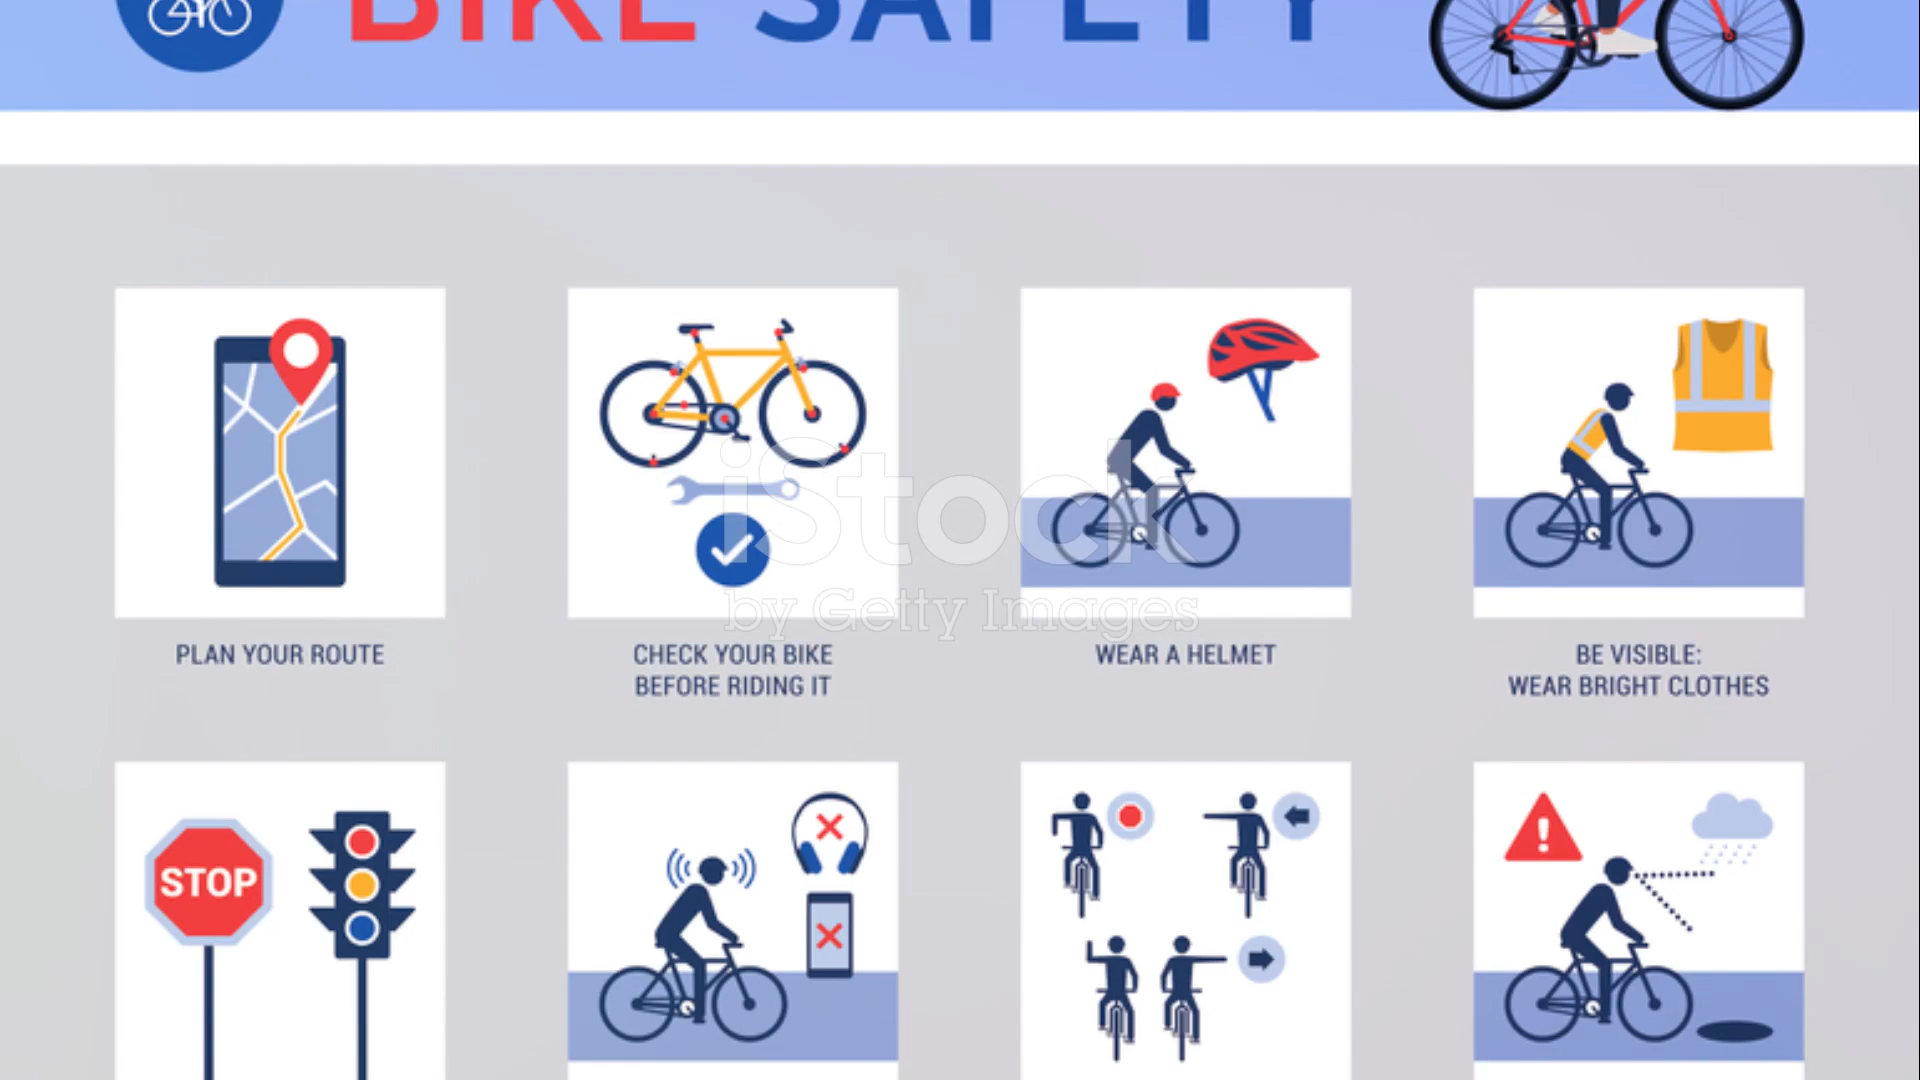 BIKE SAFETY
PLAN YOUR ROUTE
CHECK YOUR BIKE
BEFORE RIDING IT
WEAR A HELMET
BE VISIBLE:
WEAR BRIGHT CLOTHES
iStock
by Getty Images
STOP